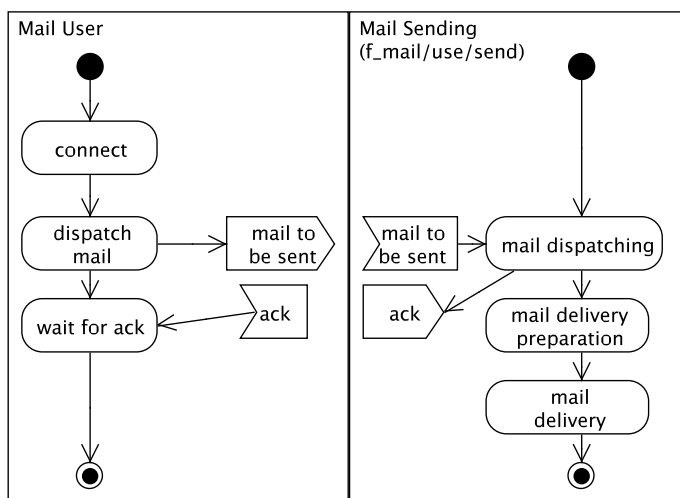 Mail User
connect
dispatch
mail
mail to
be sent
wait for ack
ack
Mail Sending
(f_mail/use/send)
mail to
be sent
mail dispatching
ack
mail delivery
preparation
mail
delivery